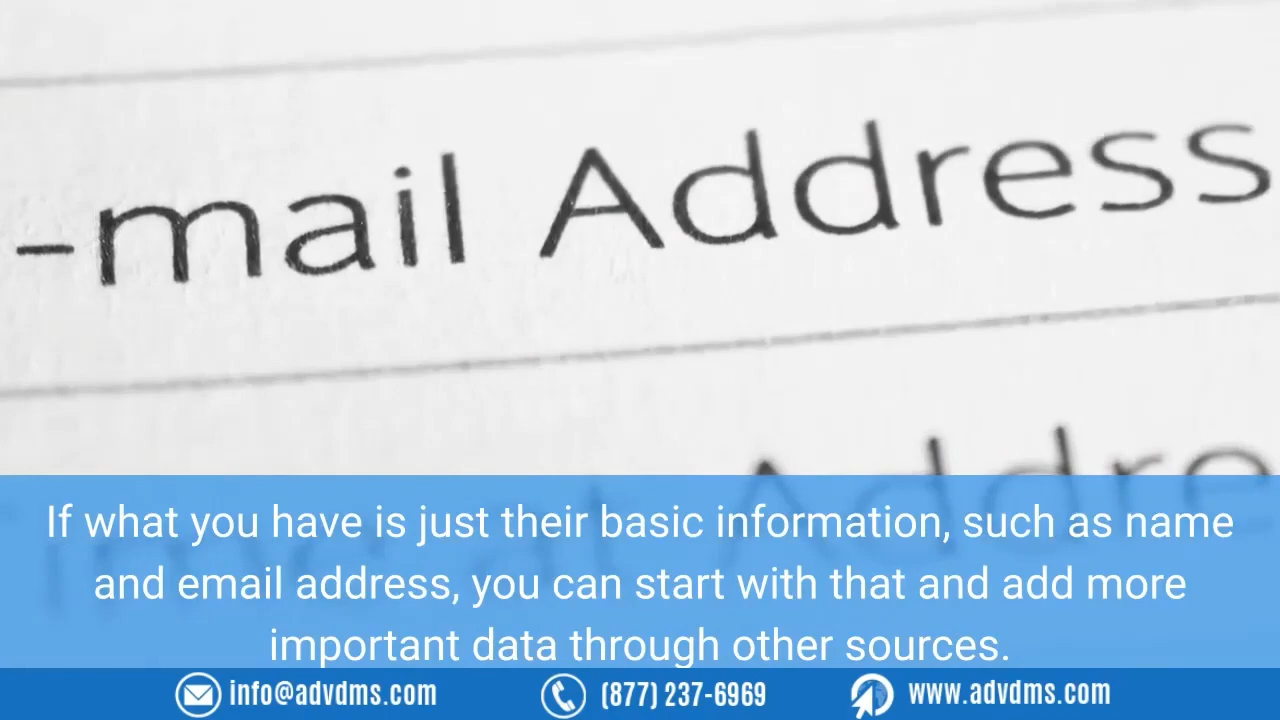 -mail Address
If what you have is just their basic information, such as name
and email address, you can start with that and add more
important data through other sources.
info@advdms.com (877) 237-6969 www.advdms.com